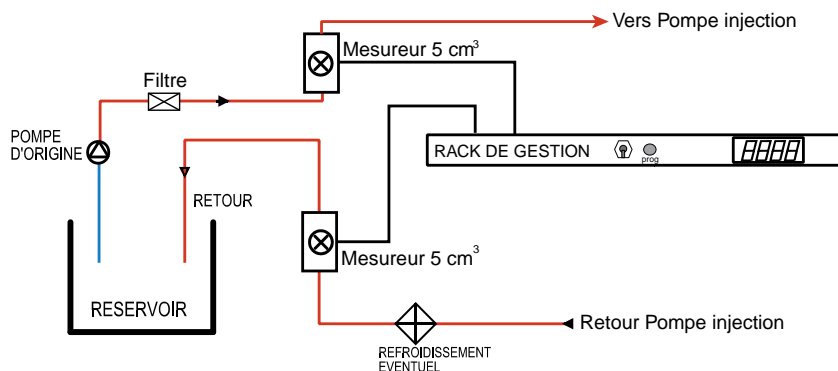 Vers Pompe injection
Mesureur 5 cm³
Filtre
POMPE
D'ORIGINE
RACK DE GESTION
prog
8888
RETOUR
Mesureur 5 cm³
RESERVOIR
Retour Pompe injection
REFROIDISSEMENT
EVENTUEL